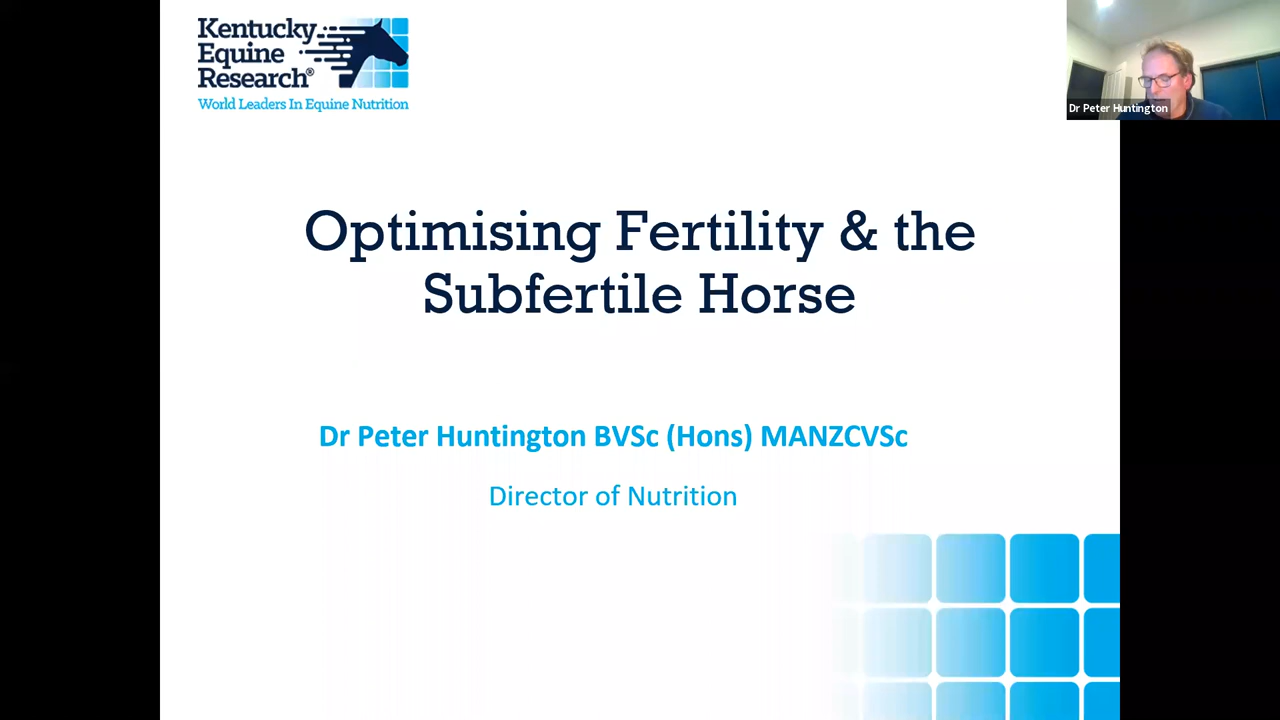 Kentucky
Equine
Research®
World Leaders In Equine Nutrition
Dr Peter Huntington
Optimising Fertility & the
Subfertile Horse
Dr Peter Huntington BVSc (Hons) MANZCVSc
Director of Nutrition